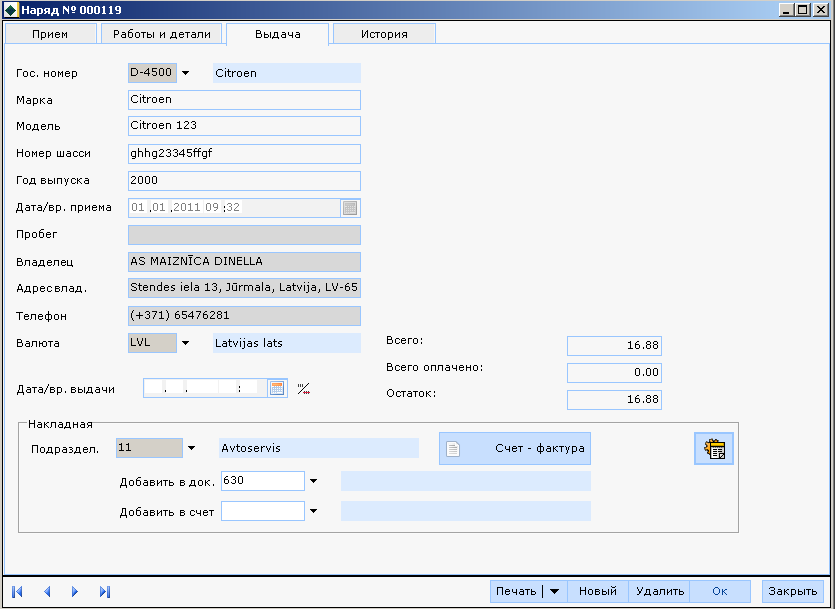 Наряд № 000119
Прием Работы и детали Выдача История
Гос. номер D-4500 Citroen
Марка Citroen
Модель Citroen 123
Номер шасси ghhg23345ffgf
Год выпуска 2000
Дата/вр. приема 01 .01 .2011 09 :32
Пробег
Владелец AS MAIZNĪCA DINELLA
Адрес влад. Stendes iela 13, Jūrmala, Latvija, LV-65
Телефон (+371) 65476281
Валюта LVL Latvijas lats Всего: 16.88
Всего оплачено: 0.00
Дата/вр. выдачи . . : Остаток: 16.88
Накладная
Подраздел. 11 Avtoservis Счет - фактура
Добавить в док. 630
Добавить в счет
Печать Новый Удалить Ок Закрыть